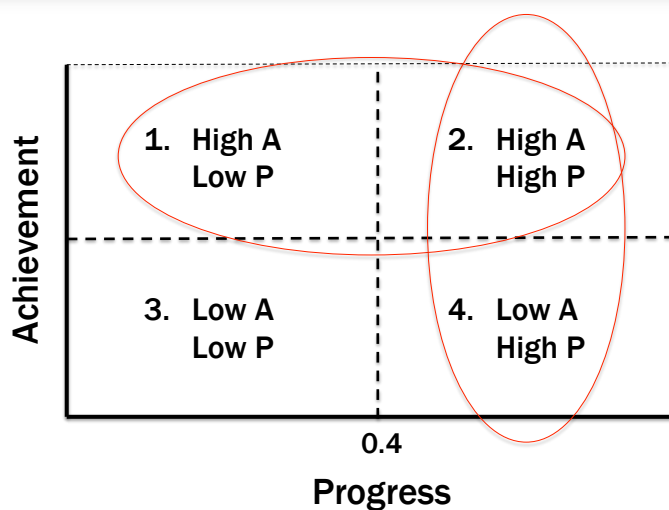 Achievement
1. High A
Low P
2. High A
High P
3. Low A
Low P
4. Low A
High P
0.4
Progress